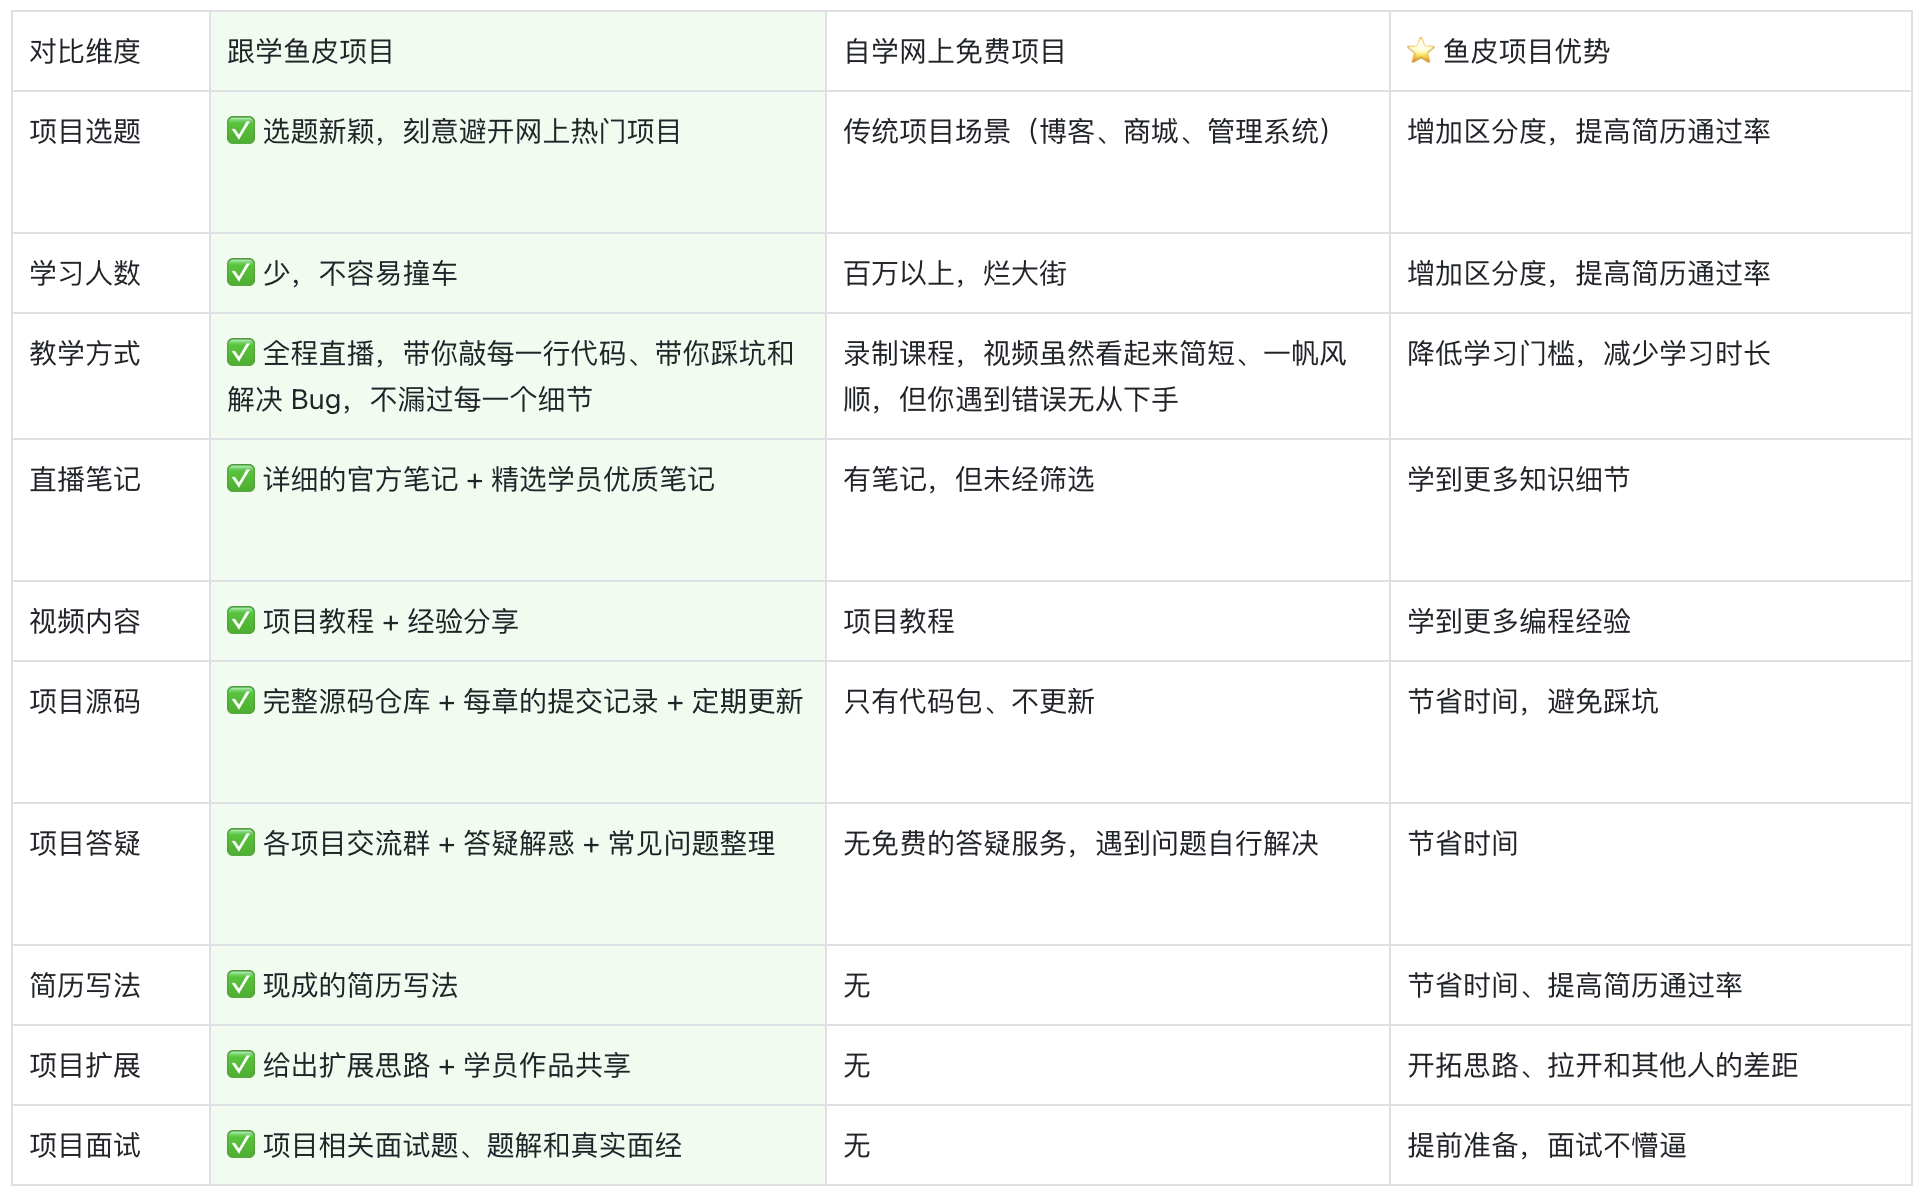 对比维度
跟学鱼皮项目
自学网上免费项目
⭐ 鱼皮项目优势
项目选题
✅ 选题新颖，刻意避开网上热门项目
传统项目场景（博客、商城、管理系统）
增加区分度，提高简历通过率
学习人数
✅ 少，不容易撞车
百万以上，烂大街
增加区分度，提高简历通过率
教学方式
✅ 全程直播，带你敲每一行代码、带你踩坑和
解决 Bug，不漏过每一个细节
录制课程，视频虽然看起来简短、一帆风
顺，但你遇到错误无从下手
降低学习门槛，减少学习时长
直播笔记
✅ 详细的官方笔记 + 精选学员优质笔记
有笔记，但未经筛选
学到更多知识细节
视频内容
✅ 项目教程 + 经验分享
项目教程
学到更多编程经验
项目源码
✅ 完整源码仓库 + 每章的提交记录 + 定期更新
只有代码包、不更新
节省时间，避免踩坑
项目答疑
✅ 各项目交流群 + 答疑解惑 + 常见问题整理
无免费的答疑服务，遇到问题自行解决
节省时间
简历写法
✅ 现成的简历写法
无
节省时间、提高简历通过率
项目扩展
✅ 给出扩展思路 + 学员作品共享
无
开拓思路、拉开和其他人的差距
项目面试
✅ 项目相关面试题、题解和真实面经
无
提前准备，面试不懵逼